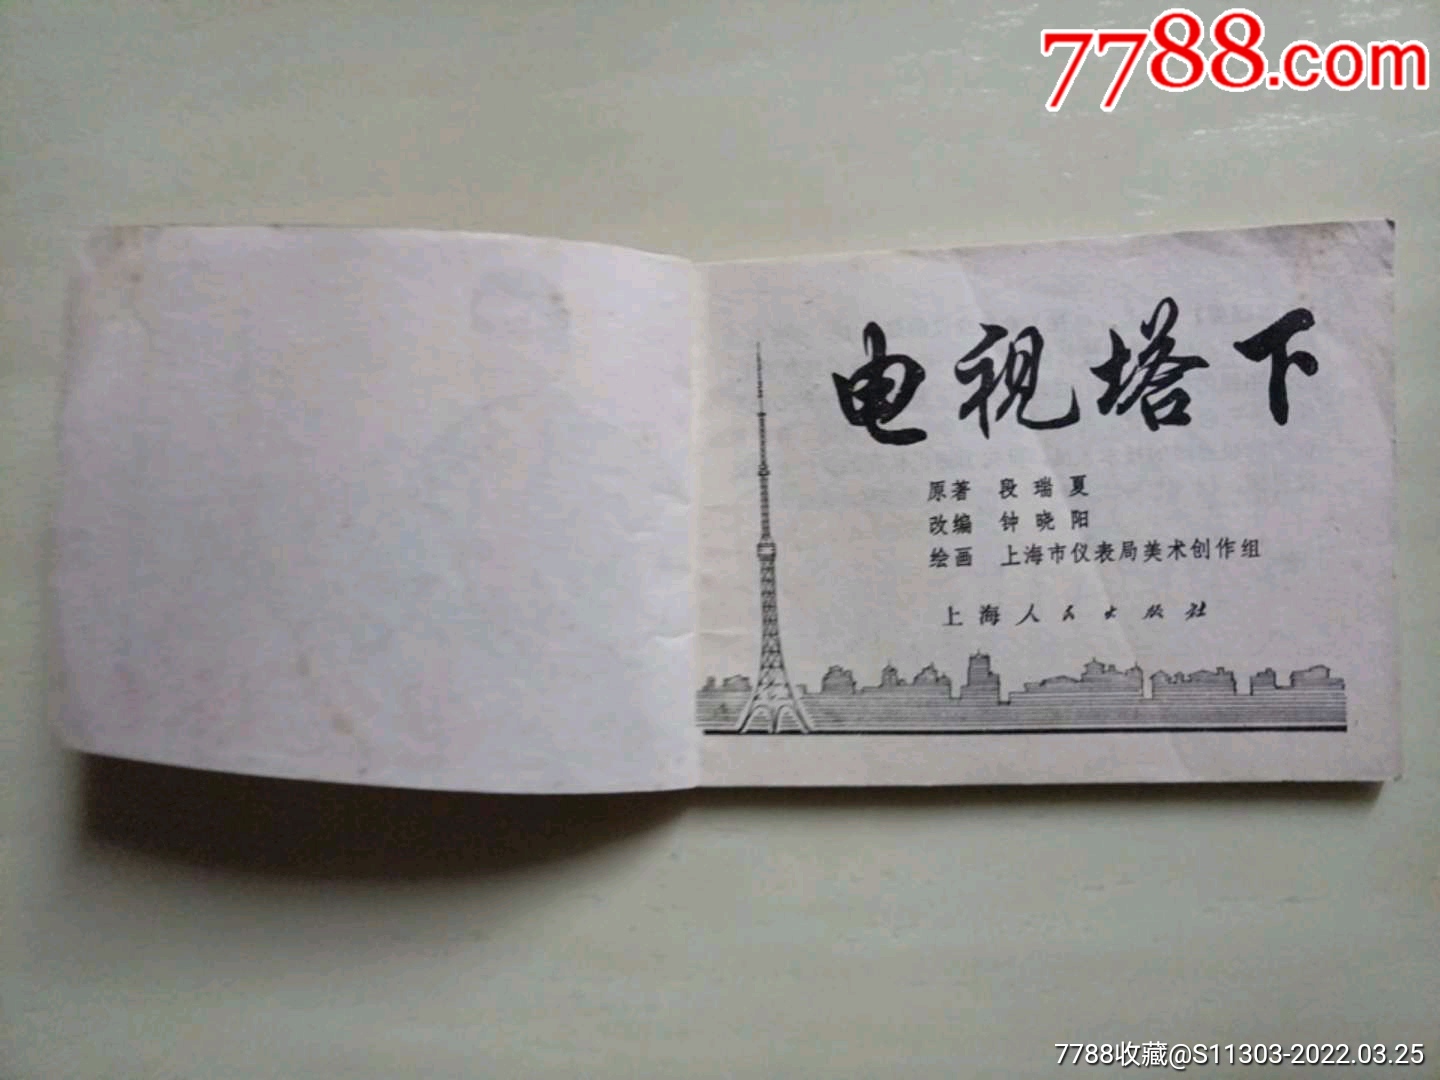 7788.com
电视塔下
原著 段瑞夏
改编 钟晓阳
绘画 上海市仪表局美术创作组
上海人民出版社
7788收藏@S11303-2022.03.25